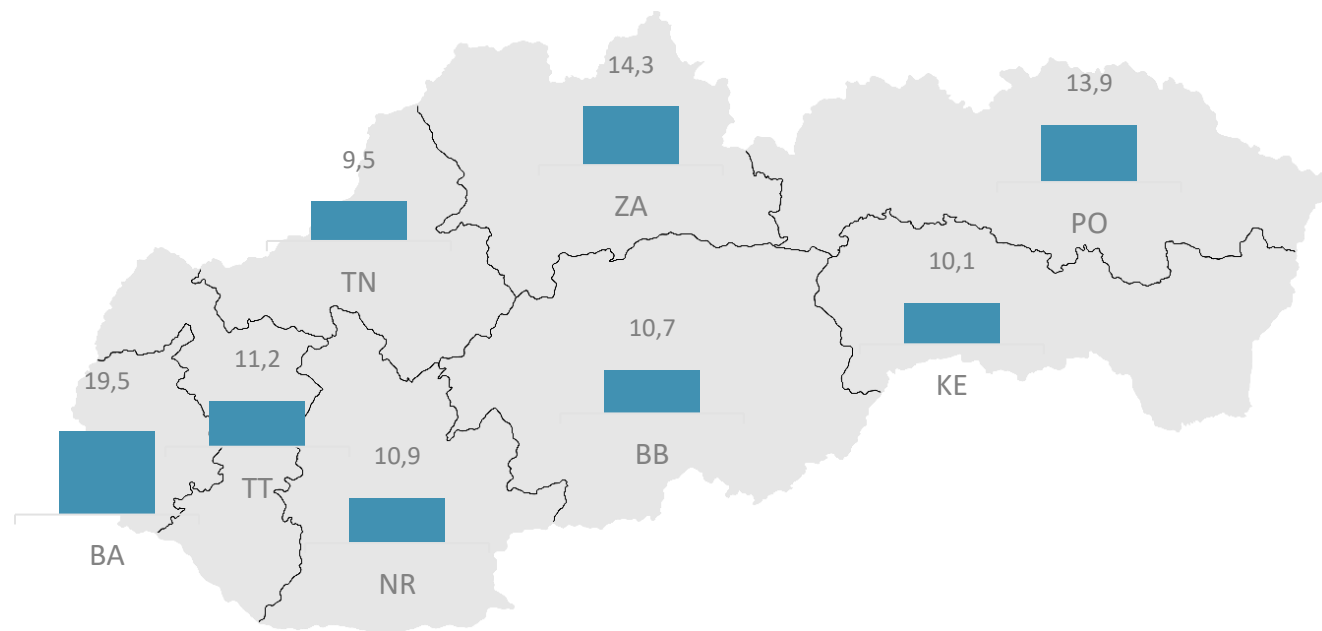 14,3
ZA
13,9
PO
9,5
TN
10,1
KE
10,7
BB
11,2
TT
19,5
BA
10,9
NR